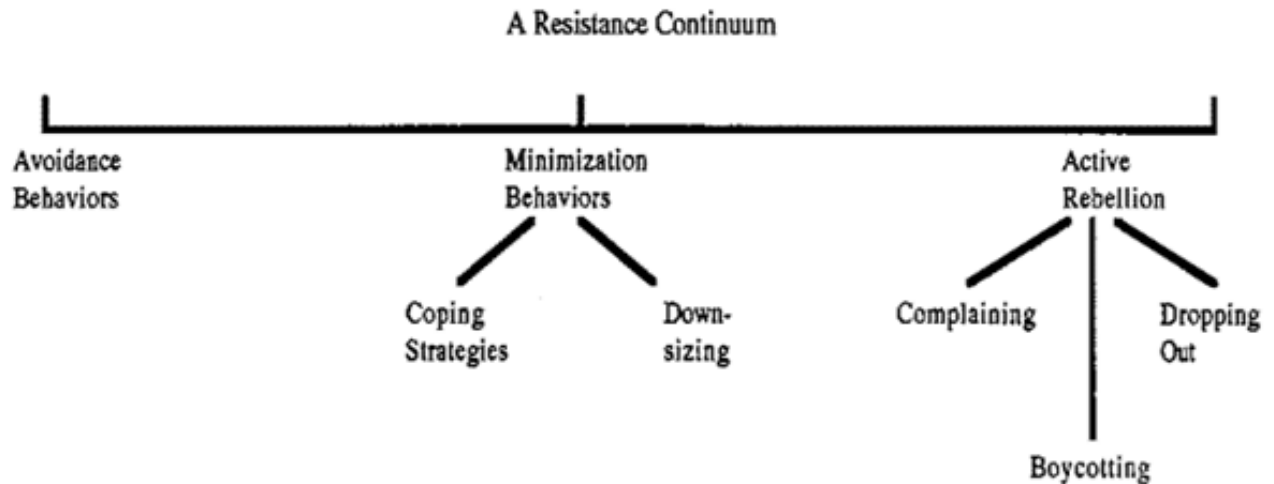 A Resistance Continuum
Avoidance
Behaviors
Minimization
Behaviors
Active
Rebellion
Coping
Strategies
Down-
sizing
Complaining
Dropping
Out
Boycotting